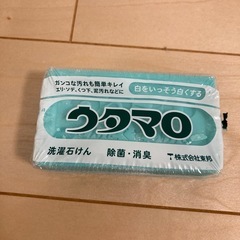 ガンコな汚れも簡単キレイ
エリ・ソデ、くつ下、泥汚れなどに
白をいっそう白くする
ウタマロ
洗濯石けん
除菌・消臭
株式会社東邦